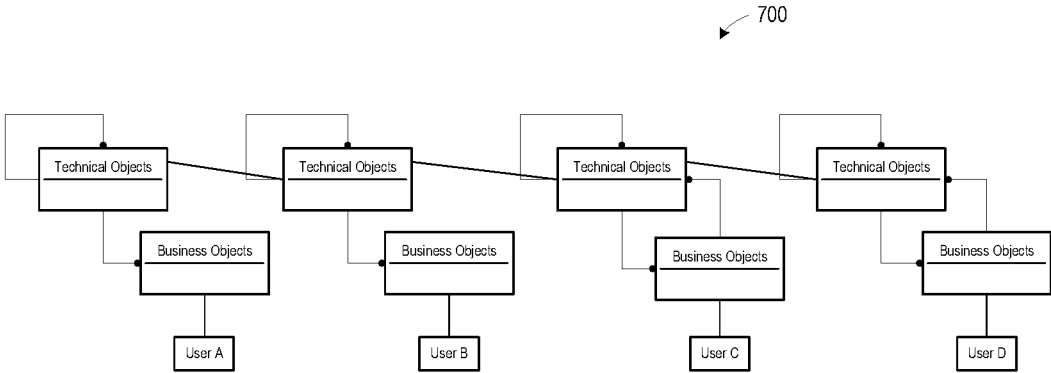 700
Technical Objects
Technical Objects
Technical Objects
Technical Objects
Business Objects
Business Objects
Business Objects
Business Objects
User A
User B
User C
User D